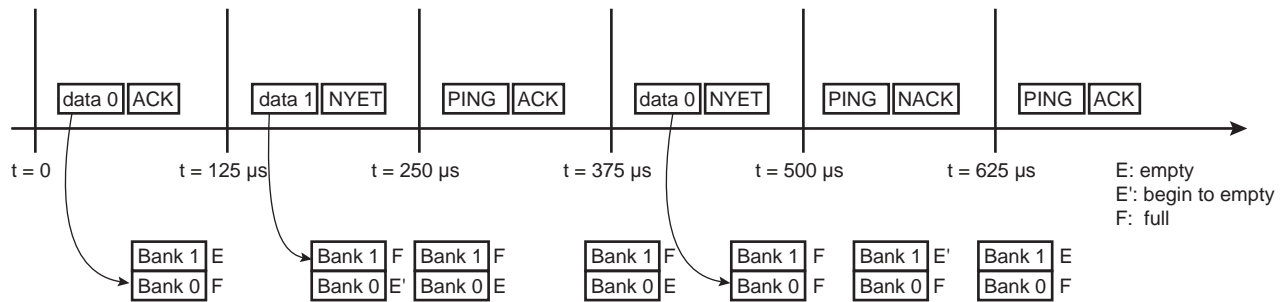 data 0 ACK data 1 NYET PING ACK data 0 NYET PING NACK PING ACK
t = 0 t = 125 µs t = 250 µs t = 375 µs t = 500 µs t = 625 µs
E: empty
E': begin to empty
F: full
Bank 1 E Bank 1 F Bank 1 F Bank 1 F Bank 1 F Bank 1 E' Bank 1 E
Bank 0 F Bank 0 E' Bank 0 E Bank 0 E Bank 0 F Bank 0 F Bank 0 F